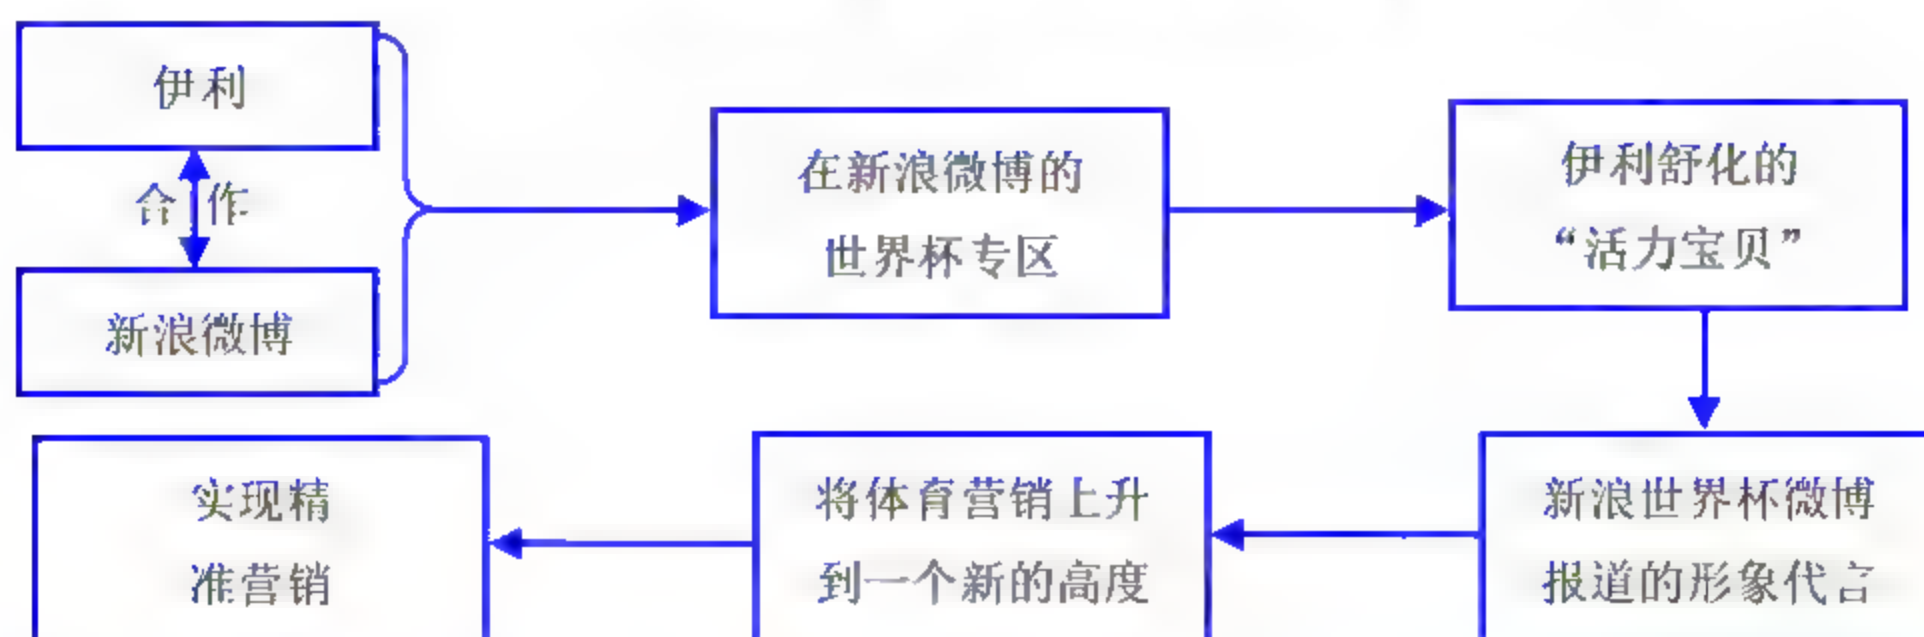 伊利
合作
新浪微博
在新浪微博的
世界杯专区
伊利舒化的
“活力宝贝”
新浪世界杯微博
报道的形象代言
将体育营销上升
到一个新的高度
实现精
准营销